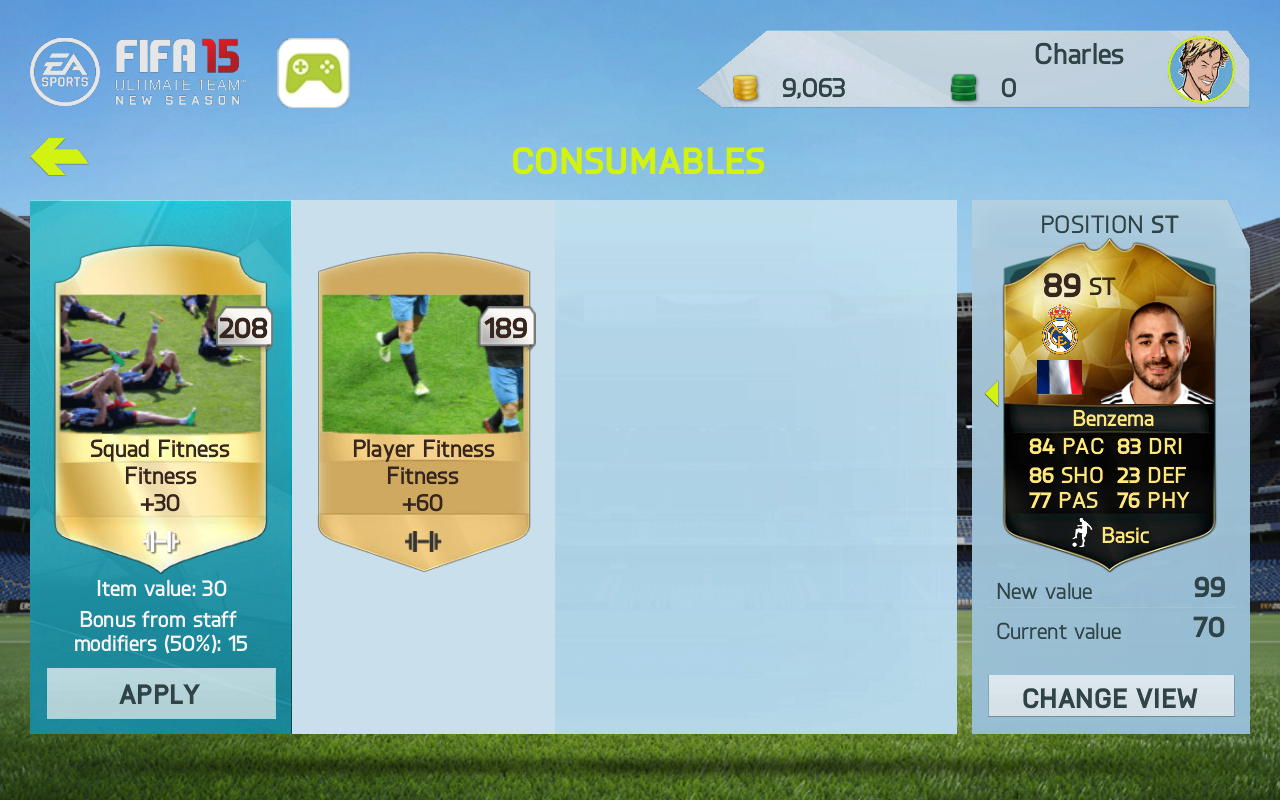 EA
SPORTS
FIFA 15
ULTIMATE TEAM™
NEW SEASON
Charles
9,063
0
CONSUMABLES
208
Squad Fitness
Fitness
+30
Item value: 30
Bonus from staff
modifiers (50%): 15
APPLY
189
Player Fitness
Fitness
+60
POSITION ST
89 ST
Benzema
84 PAC 83 DRI
86 SHO 23 DEF
77 PAS 76 PHY
Basic
New value 99
Current value 70
CHANGE VIEW